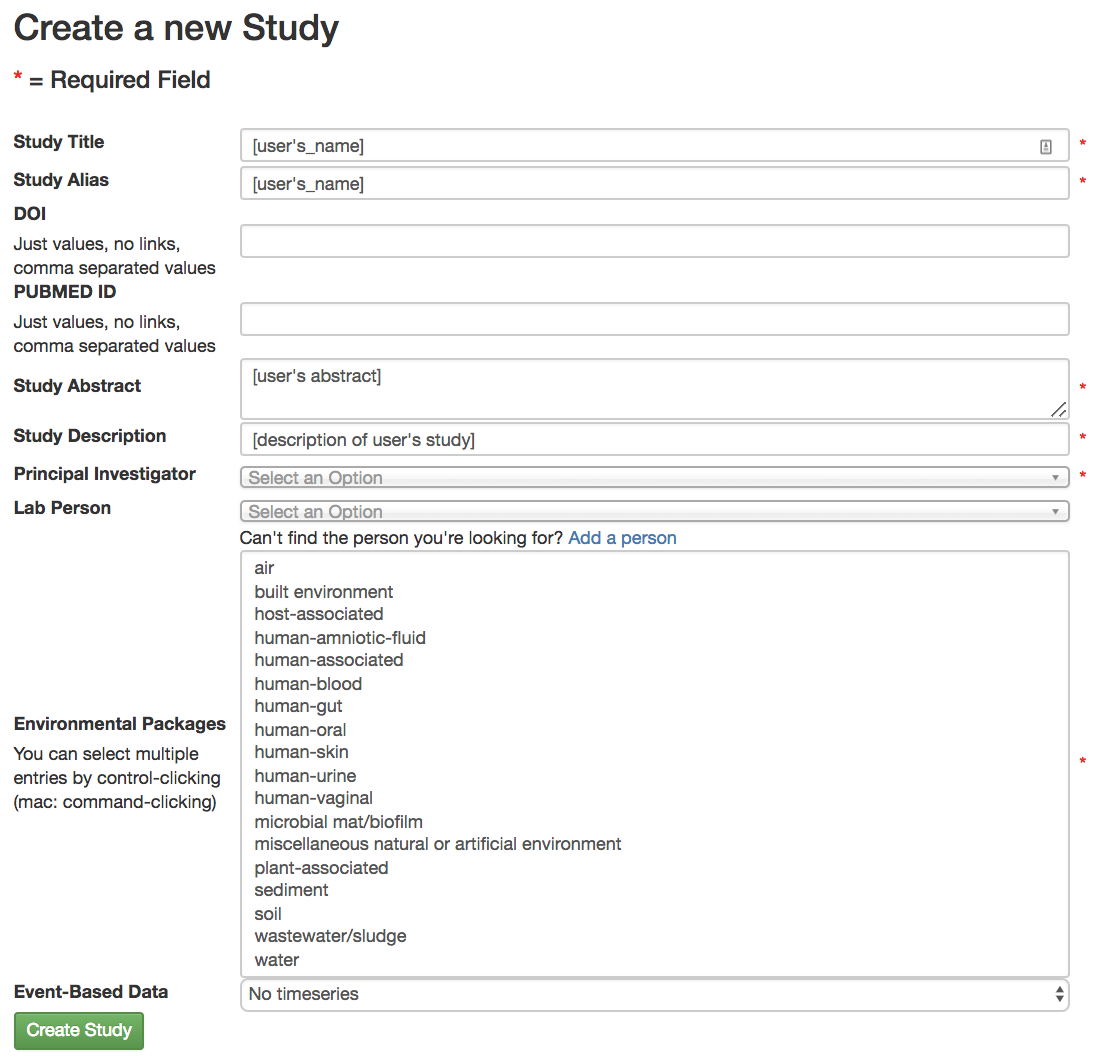 Create a new Study
* = Required Field
Study Title
[user's_name]
*
Study Alias
[user's_name]
*
DOI
Just values, no links,
comma separated values
PUBMED ID
Just values, no links,
comma separated values
Study Abstract
[user's abstract]
*
Study Description
[description of user's study]
*
Principal Investigator
Select an Option
*
Lab Person
Select an Option
Can't find the person you're looking for? Add a person
Environmental Packages
You can select multiple
entries by control-clicking
(mac: command-clicking)
air
built environment
host-associated
human-amniotic-fluid
human-associated
human-blood
human-gut
human-oral
human-skin
human-urine
human-vaginal
microbial mat/biofilm
miscellaneous natural or artificial environment
plant-associated
sediment
soil
wastewater/sludge
water
*
Event-Based Data
No timeseries
Create Study